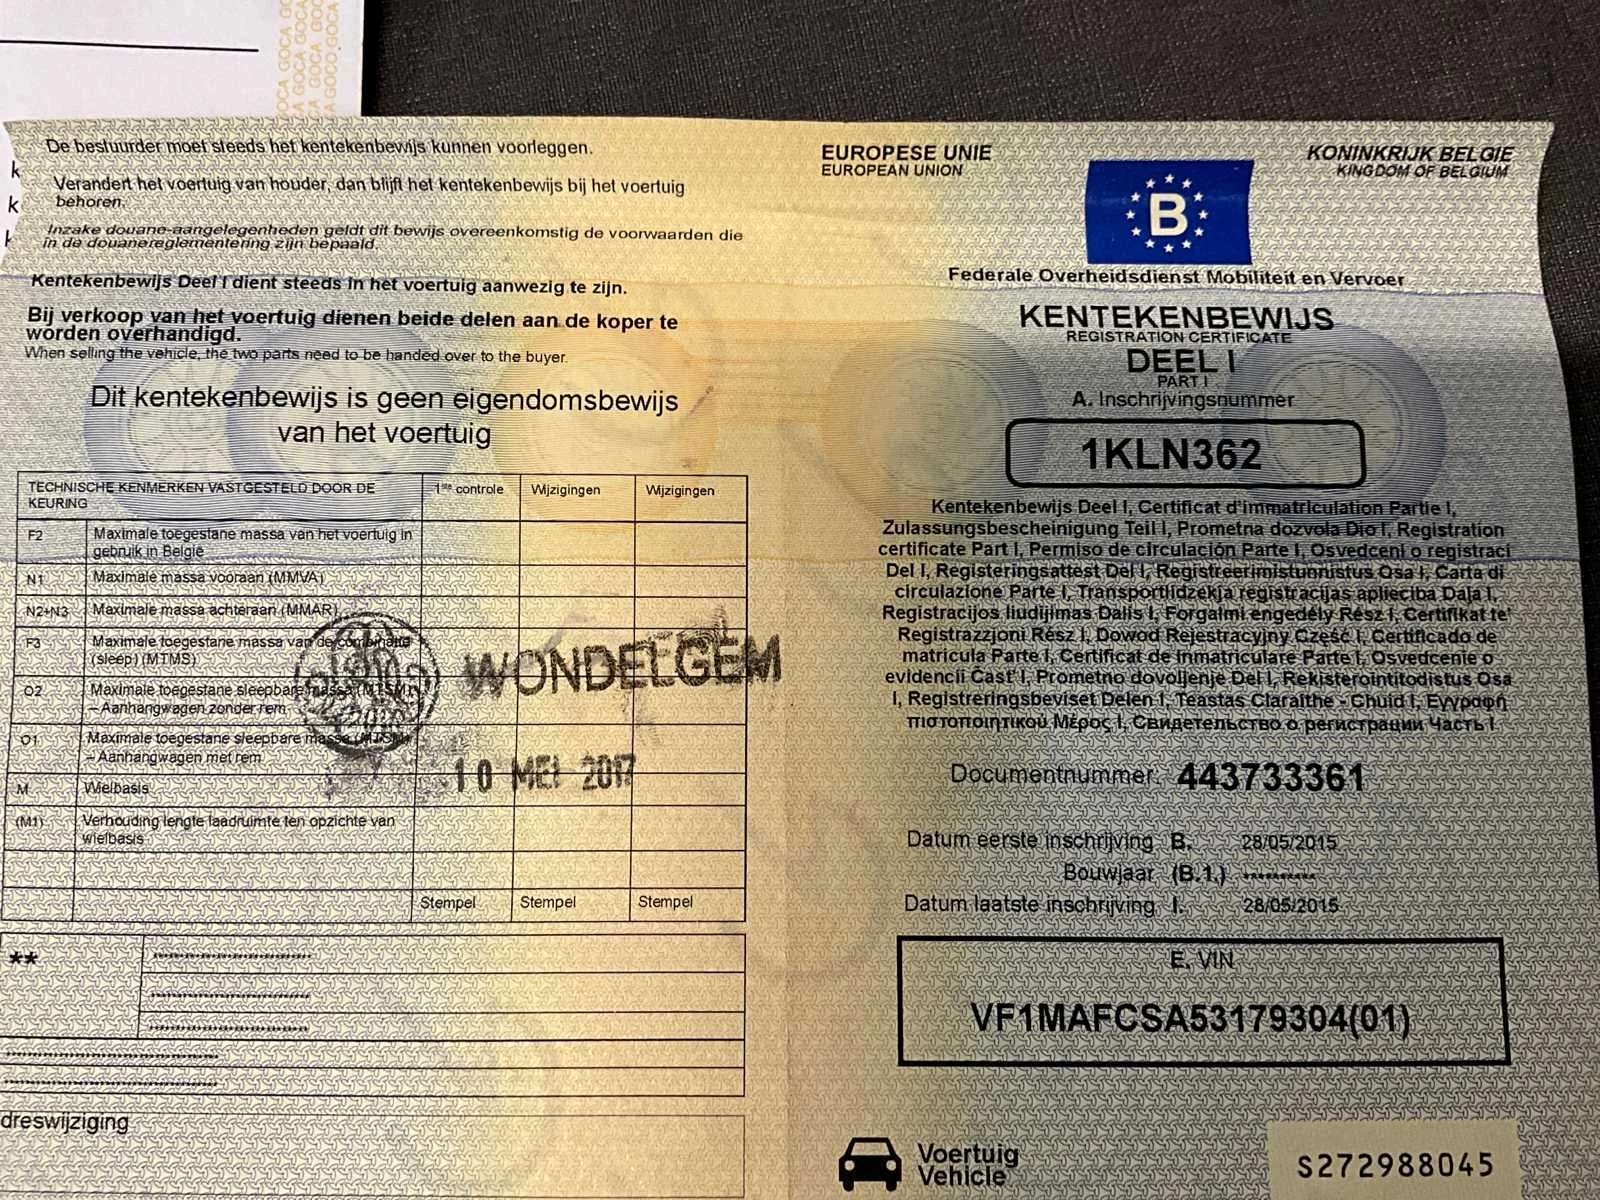 GOCA GOCA
GOCA GOCA
GOCA GOCA
De bestuurder moet steeds het kentekenbewijs kunnen voorleggen.
Verandert het voertuig van houder, dan blijft het kentekenbewijs bij het voertuig
behoren.
Inzake douane-aangelegenheden geldt dit bewijs overeenkomstig de voorwaarden die
in de douanereglementering zijn bepaald.
Kentekenbewijs Deel I dient steeds in het voertuig aanwezig te zijn.
Bij verkoop van het voertuig dienen beide delen aan de koper te
worden overhandigd.
When selling the vehicle, the two parts need to be handed over to the buyer.
Dit kentekenbewijs is geen eigendomsbewijs
van het voertuig
TECHNISCHE KENMERKEN VASTGESTELD DOOR DE
KEURING
1ste controle
Wijzigingen
Wijzigingen
F2 Maximale toegestane massa van het voertuig in
gebruik in België
N1 Maximale massa vooraan (MMVA)
N2+N3 Maximale massa achteraan (MMAR)
F3 Maximale toegestane massa van de combinatie
(sleep) (MTMS)
O2 Maximale toegestane sleepbare massa (MTSM)
– Aanhangwagen zonder rem
O1 Maximale toegestane sleepbare massa (MTSM)
– Aanhangwagen met rem
M Wielbasis
(M1) Verhouding lengte laadruimte ten opzichte van
wielbasis
WONDELGEM
10 MEI 2017
Stempel Stempel Stempel
**
dreswijziging
EUROPESE UNIE
EUROPEAN UNION
B
KONINKRIJK BELGIE
KINGDOM OF BELGIUM
Federale Overheidsdienst Mobiliteit en Vervoer
KENTEKENBEWIJS
REGISTRATION CERTIFICATE
DEEL I
PART I
A. Inschrijvingsnummer
1KLN362
Kentekenbewijs Deel I, Certificat d'immatriculation Partie I,
Zulassungsbescheinigung Teil I, Prometna dozvola Dio I, Registration
certificate Part I, Permiso de circulación Parte I, Osvedceni o registraci
Del I, Registeringsattest Del I, Registreerimistunnistus Osa I, Carta di
circulazione Parte I, Transportlidzekja registracijas apliecība Daļa I,
Registracijos liudijimas Dalis I, Forgalmi engedély Rész I, Certifikat te'
Registrazzjoni Rész I, Dowod Rejestracyjny Część I, Certificado de
matricula Parte I, Certificat de înmatriculare Parte I, Osvedcenie o
evidencii Cast' I, Prometno dovoljenje Del I, Rekisterointitodistus Osa
I, Registreringsbeviset Delen I, Teastas Claraithe - Chuid I, Εγγραφή
πιστοποιητικού Μέρος I, Свидетельство о регистрации Часть I
Documentnummer: 443733361
Datum eerste inschrijving B. 28/05/2015
Bouwjaar (B.1.) **********
Datum laatste inschrijving I. 28/05/2015
E. VIN
VF1MAFCSA53179304(01)
Voertuig
Vehicle
S272988045